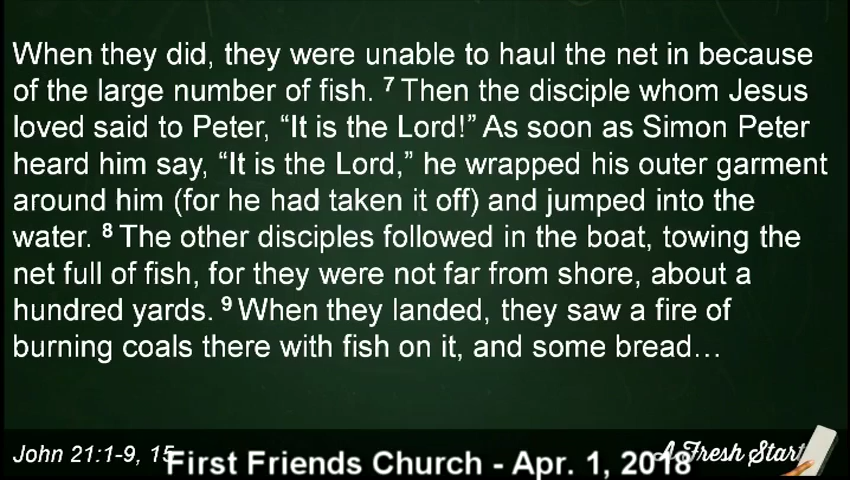 When they did, they were unable to haul the net in because
of the large number of fish. ⁷ Then the disciple whom Jesus
loved said to Peter, “It is the Lord!” As soon as Simon Peter
heard him say, “It is the Lord,” he wrapped his outer garment
around him (for he had taken it off) and jumped into the
water. ⁸ The other disciples followed in the boat, towing the
net full of fish, for they were not far from shore, about a
hundred yards. ⁹ When they landed, they saw a fire of
burning coals there with fish on it, and some bread…
John 21:1-9, 15
A Fresh Start
First Friends Church - Apr. 1, 2018